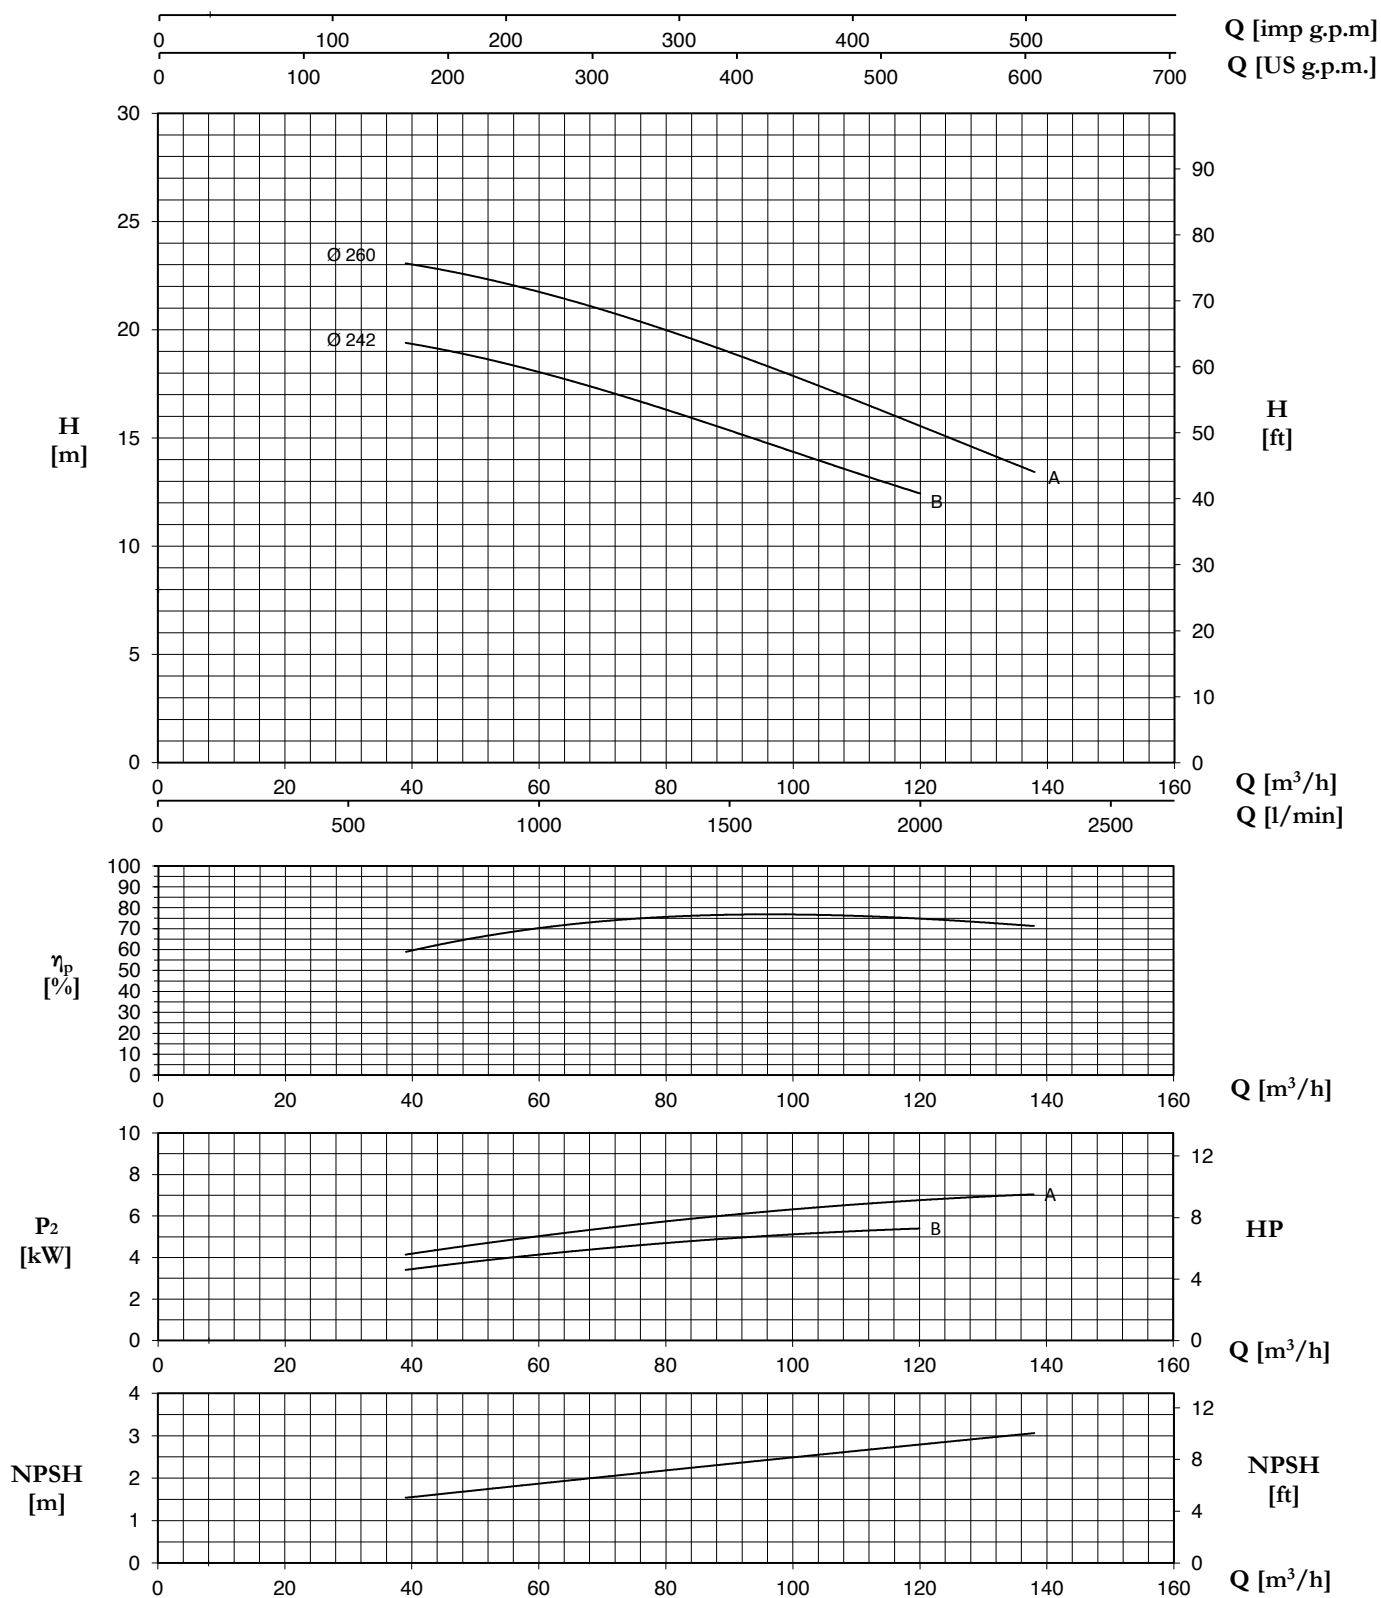 0 100 200 300 400 500 Q [imp g.p.m]
0 100 200 300 400 500 600 700 Q [US g.p.m.]
30
90
25
80
Ø 260
70
20
Ø 242
60
H
[m]
H
[ft]
15
50
A
B
40
10
30
20
5
10
0 0
0 20 40 60 80 100 120 140 160 Q [m³/h]
0 500 1000 1500 2000 2500 Q [l/min]
100
90
80
70
60
ηp
[%]
50
40
30
20
10
0
0 20 40 60 80 100 120 140 160 Q [m³/h]
10
12
8
A
6
8
B
P2
[kW]
HP
4
4
2
0 0
0 20 40 60 80 100 120 140 160 Q [m³/h]
4
12
3
8
NPSH
[m]
NPSH
[ft]
2
4
1
0 0
0 20 40 60 80 100 120 140 160 Q [m³/h]